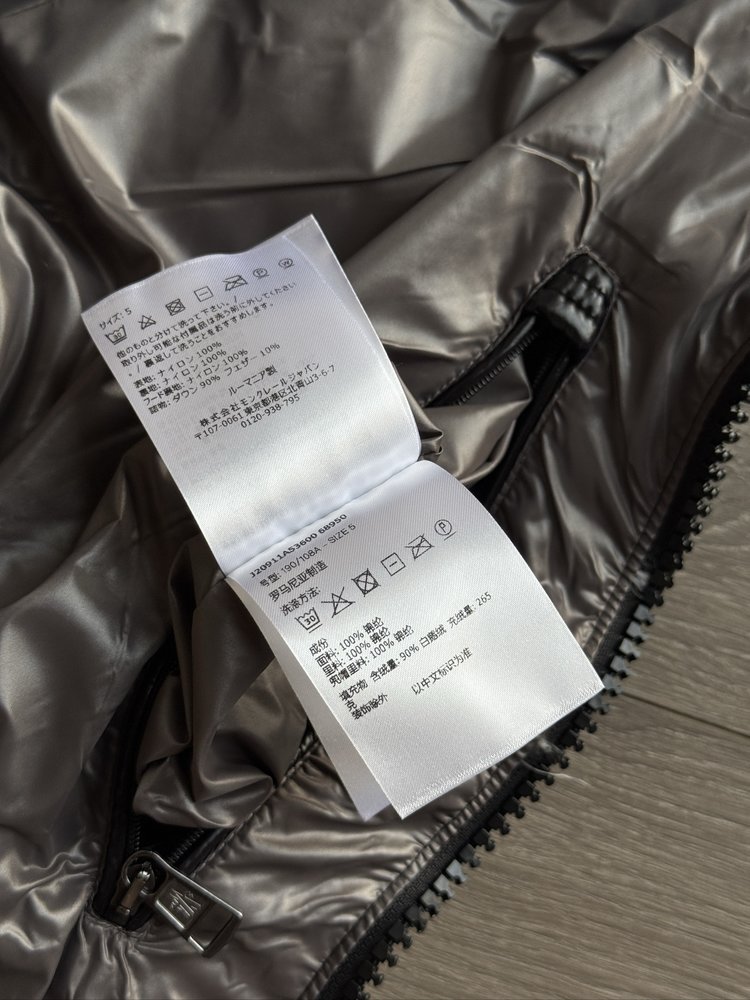 サイズ: 5
30
P
W
他のものと分けて洗って下さい。/
取り外し可能な付属品は洗う前に外してください
/ 裏返して洗うことをおすすめします。
表地: ナイロン 100%
裏地: ナイロン 100%
フード裏地: ナイロン 100%
詰物: ダウン 90% フェザー 10%
ルーマニア製
株式会社モンクレールジャパン
〒107-0061 東京都港区北青山3-6-7
0120-938-795
J20911A53600 68950
号型: 190/108A - SIZE 5
罗马尼亚制造
洗涤方法:
30
P
成份
面料: 100% 锦纶
里料: 100% 锦纶
兜帽里料: 100% 锦纶
填充物 含绒量: 90% 白鹅绒 充绒量: 265
克
装饰除外 以中文标识为准